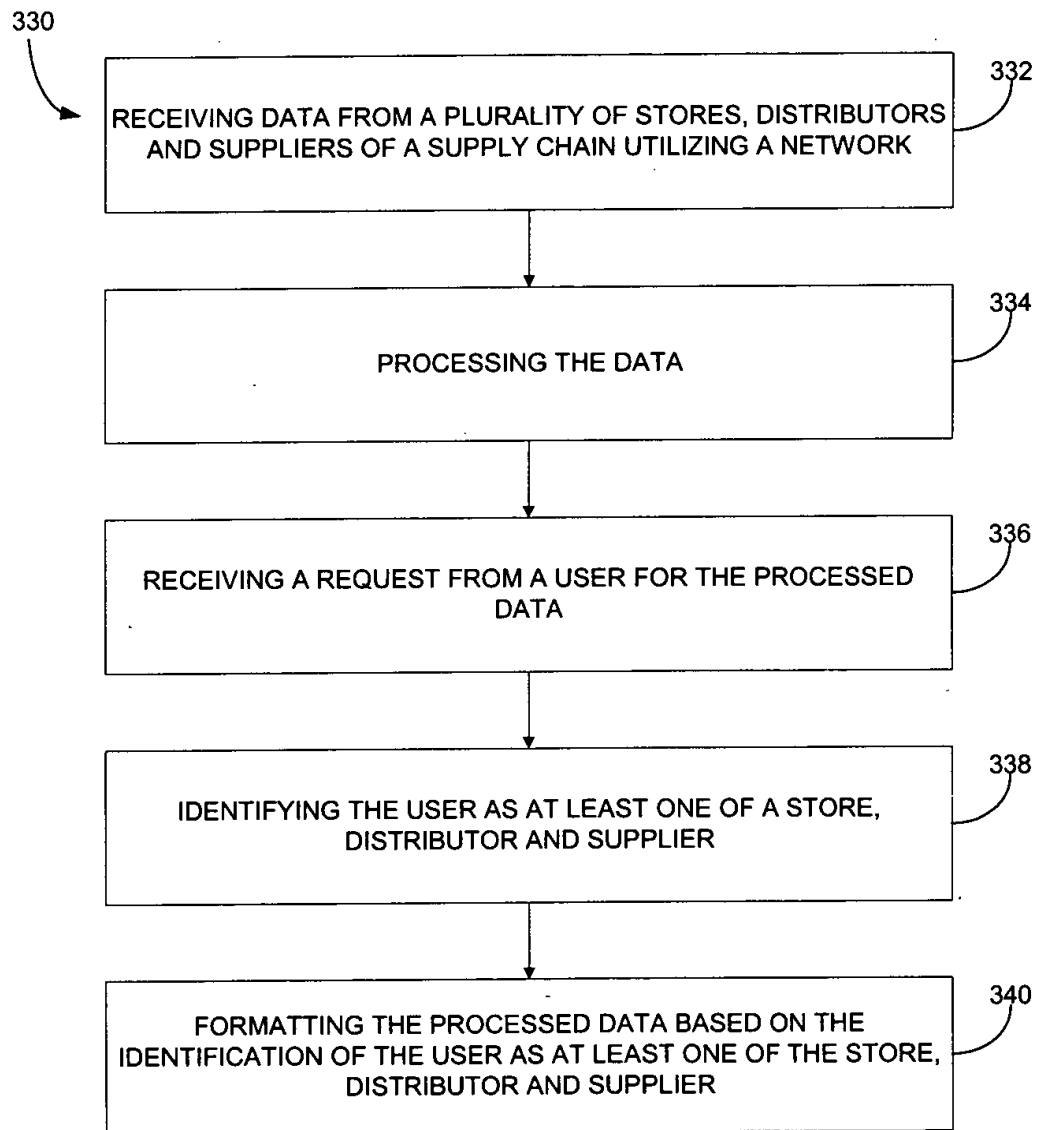 330
332
RECEIVING DATA FROM A PLURALITY OF STORES, DISTRIBUTORS
AND SUPPLIERS OF A SUPPLY CHAIN UTILIZING A NETWORK
334
PROCESSING THE DATA
336
RECEIVING A REQUEST FROM A USER FOR THE PROCESSED
DATA
338
IDENTIFYING THE USER AS AT LEAST ONE OF A STORE,
DISTRIBUTOR AND SUPPLIER
340
FORMATTING THE PROCESSED DATA BASED ON THE
IDENTIFICATION OF THE USER AS AT LEAST ONE OF THE STORE,
DISTRIBUTOR AND SUPPLIER